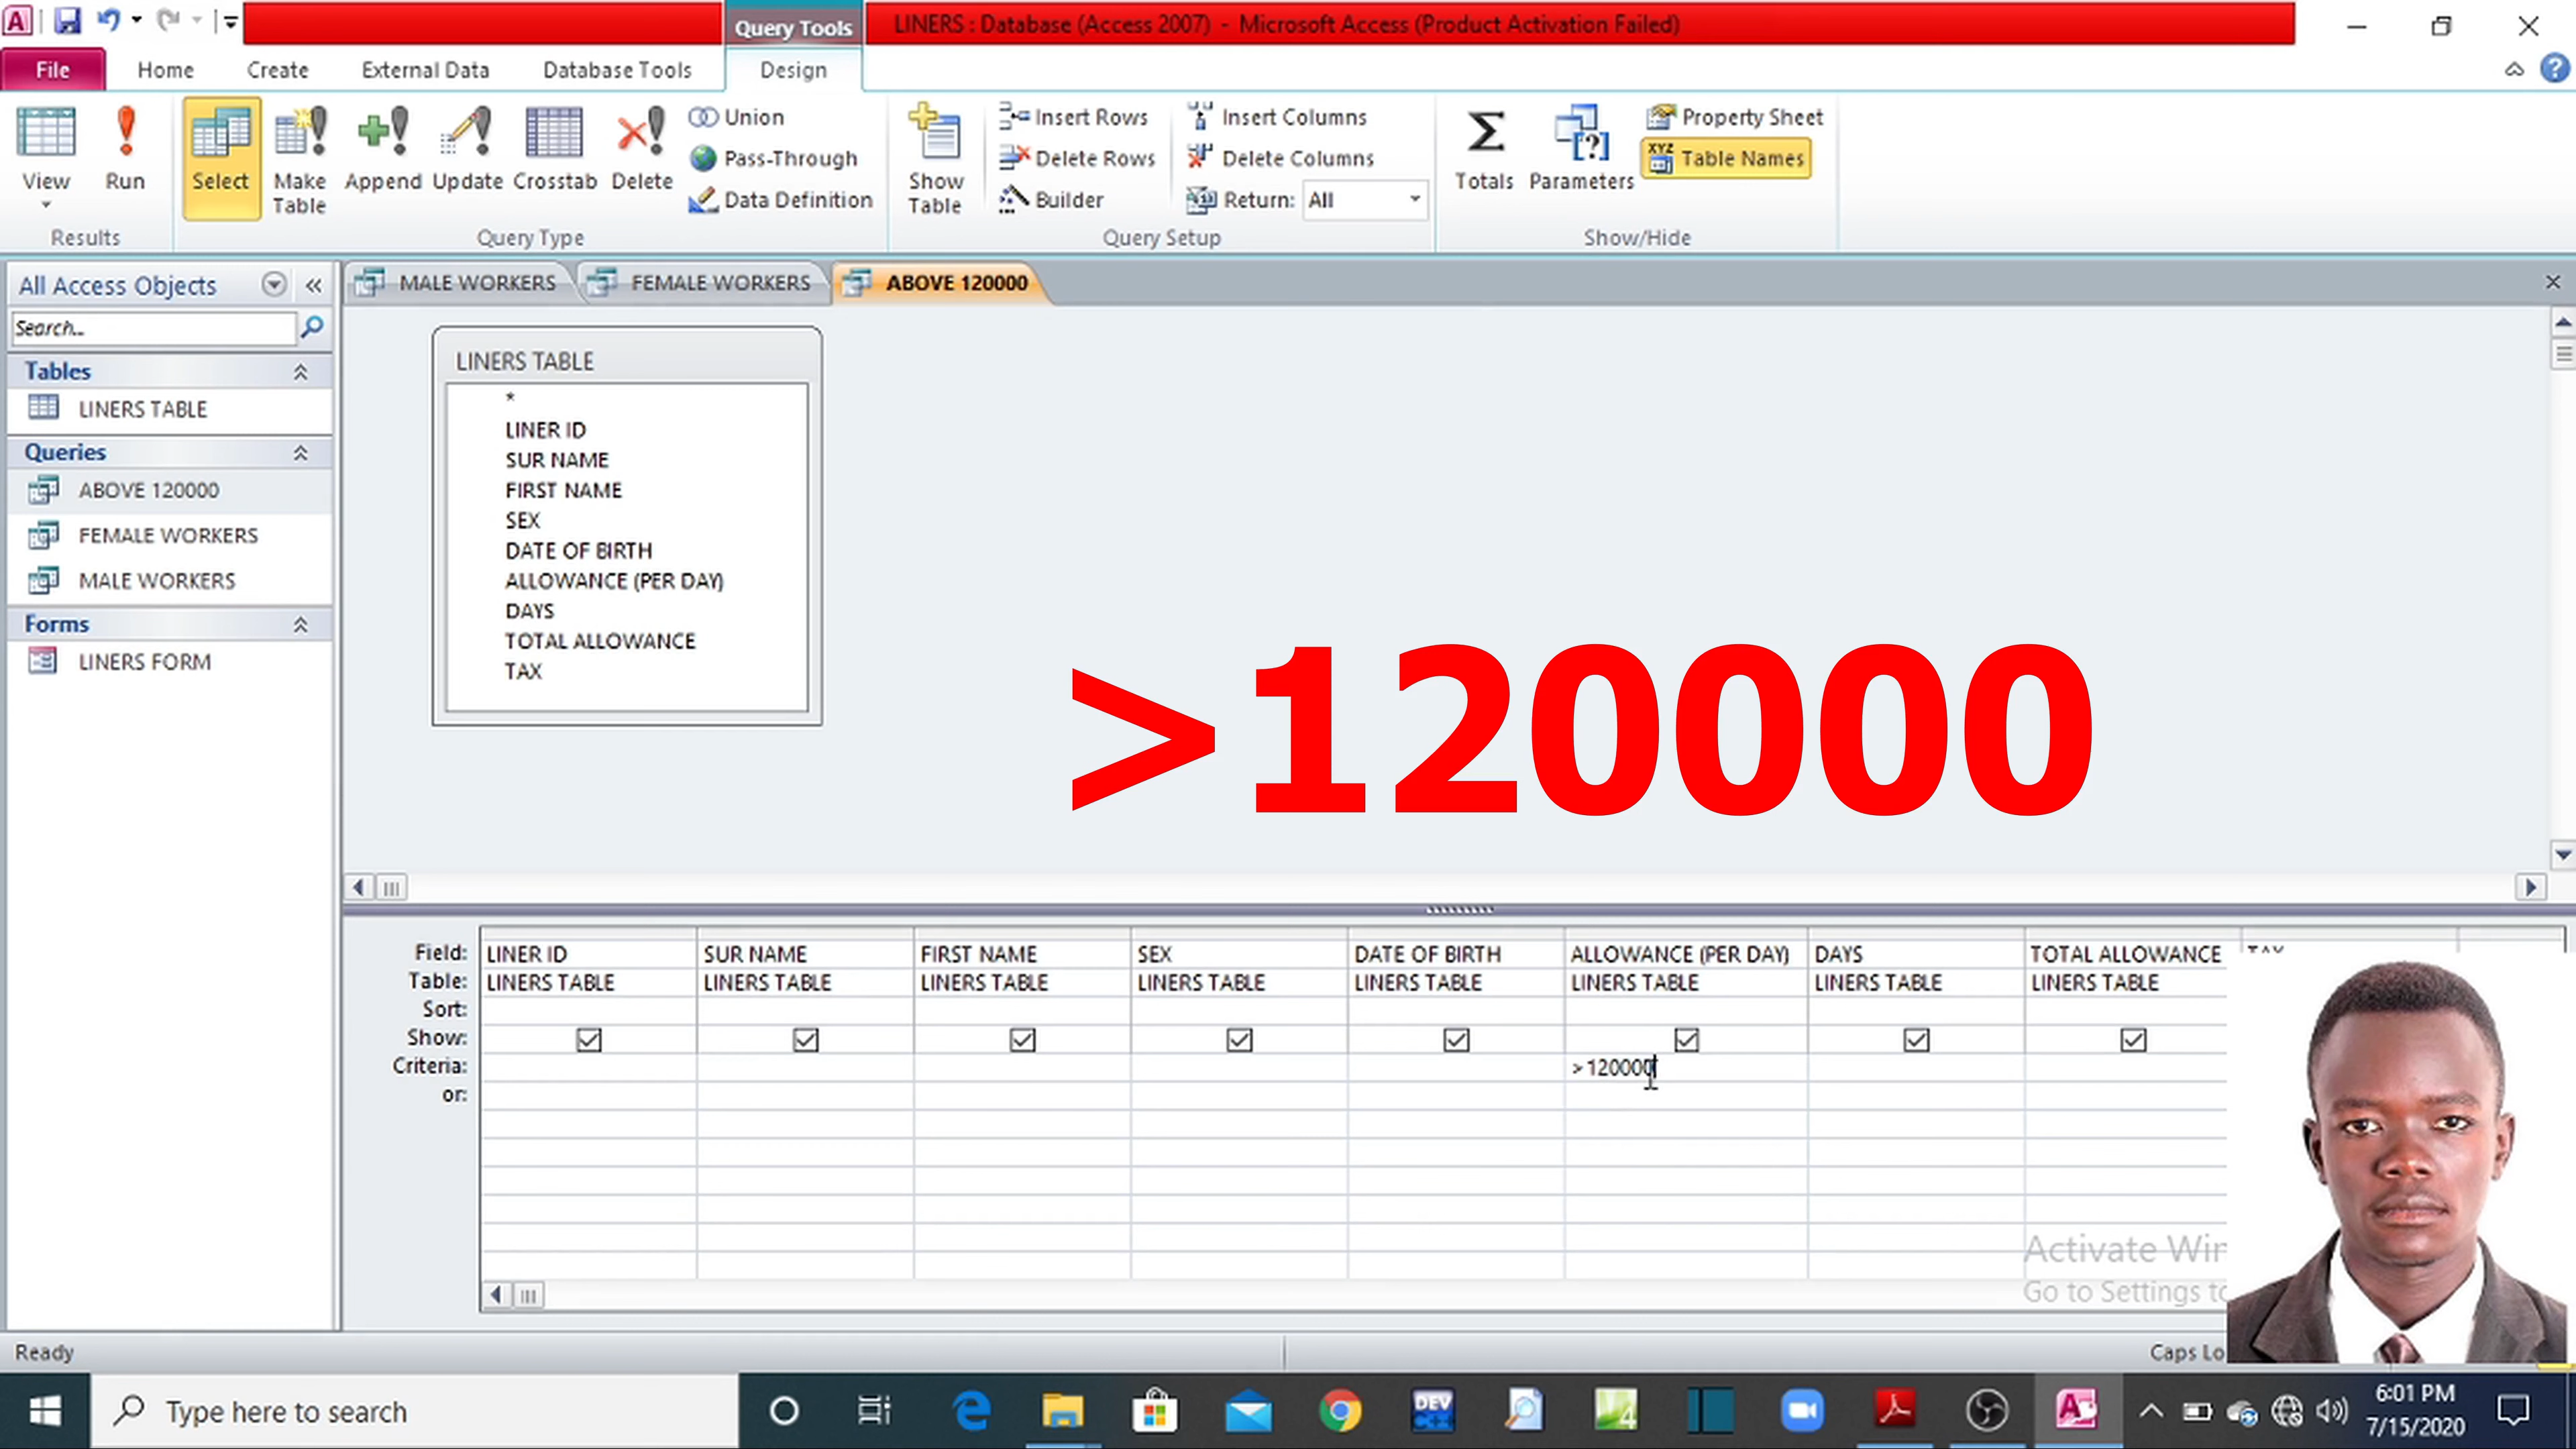 Query Tools
LINERS : Database (Access 2007) - Microsoft Access (Product Activation Failed)
File Home Create External Data Database Tools Design
View Run Select Make Table Append Update Crosstab Delete
Union
Pass-Through
Data Definition
Show Table
Insert Rows
Delete Rows
Builder
Insert Columns
Delete Columns
Return: All
Totals Parameters
Property Sheet
Table Names
Results Query Type Query Setup Show/Hide
All Access Objects
Search...
Tables
LINERS TABLE
Queries
ABOVE 120000
FEMALE WORKERS
MALE WORKERS
Forms
LINERS FORM
MALE WORKERS FEMALE WORKERS ABOVE 120000
LINERS TABLE
*
LINER ID
SUR NAME
FIRST NAME
SEX
DATE OF BIRTH
ALLOWANCE (PER DAY)
DAYS
TOTAL ALLOWANCE
TAX
>120000
Field: LINER ID SUR NAME FIRST NAME SEX DATE OF BIRTH ALLOWANCE (PER DAY) DAYS TOTAL ALLOWANCE
Table: LINERS TABLE LINERS TABLE LINERS TABLE LINERS TABLE LINERS TABLE LINERS TABLE LINERS TABLE LINERS TABLE
Sort:
Show:
Criteria: > 120000
or:
Activate
Go to Settings
Ready
Caps
Type here to search
DEV C++
6:01 PM
7/15/2020